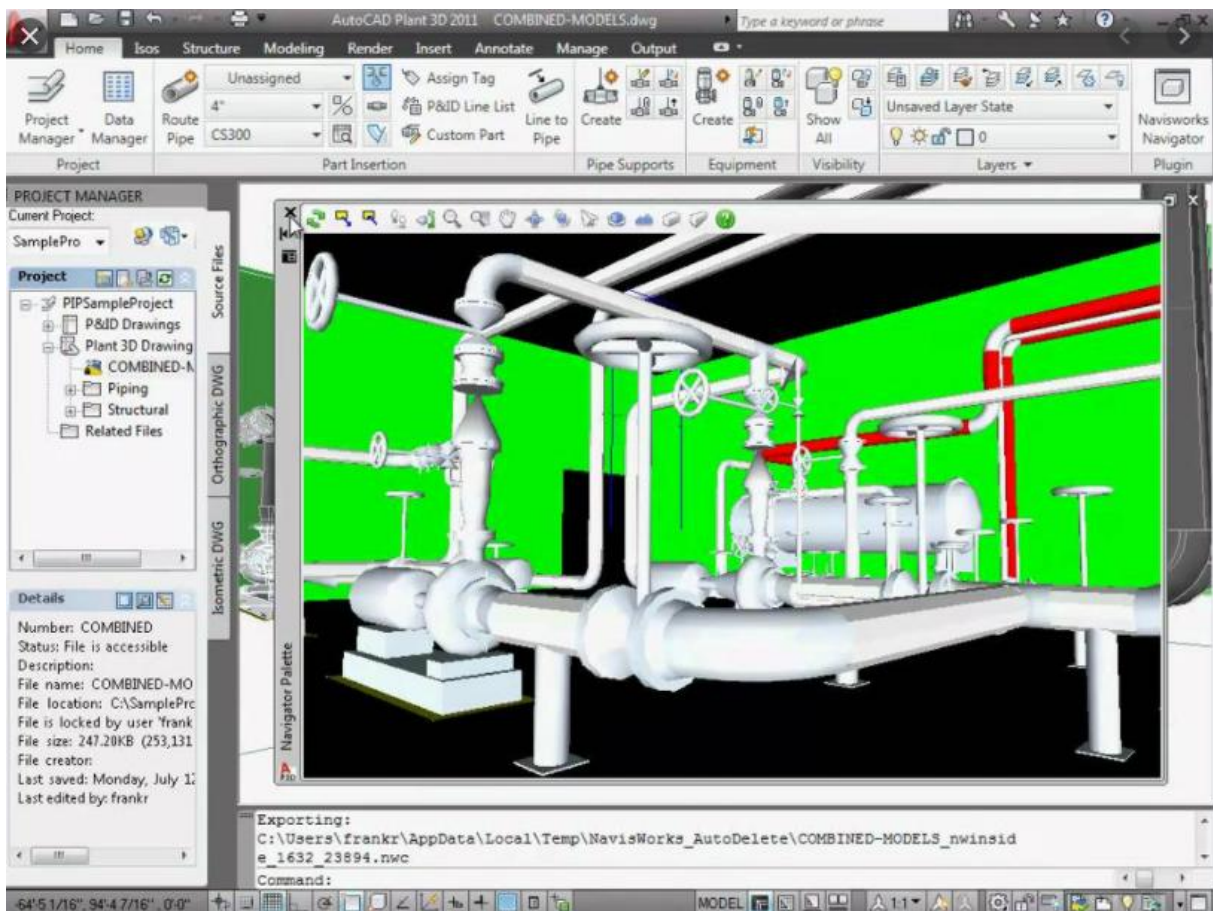 AutoCAD Plant 3D 2011 COMBINED-MODELS.dwg
Type a keyword or phrase
Home Isos Structure Modeling Render Insert Annotate Manage Output
Project Manager
Data Manager
Route Pipe
Unassigned
4"
CS300
Assign Tag
P&ID Line List
Custom Part
Line to Pipe
Create
Create
Show All
Unsaved Layer State
0
Navisworks Navigator
Project
Part Insertion
Pipe Supports
Equipment
Visibility
Layers
Plugin
PROJECT MANAGER
Current Project:
SamplePro
Project
PIPSampleProject
P&ID Drawings
Plant 3D Drawing
COMBINED-M
Piping
Structural
Related Files
Source Files
Orthographic DWG
Isometric DWG
Details
Number: COMBINED
Status: File is accessible
Description:
File name: COMBINED-MO
File location: C:\SamplePrc
File is locked by user 'frank
File size: 247.20KB (253,131
File creator:
Last saved: Monday, July 12
Last edited by: frankr
Navigator Palette
Exporting:
C:\Users\frankr\AppData\Local\Temp\NavisWorks_AutoDelete\COMBINED-MODELS_nwinsid
e_1632_23894.nwc
Command:
-64'-5 1/16", 94'-4 7/16", 0'-0"
MODEL
1:1